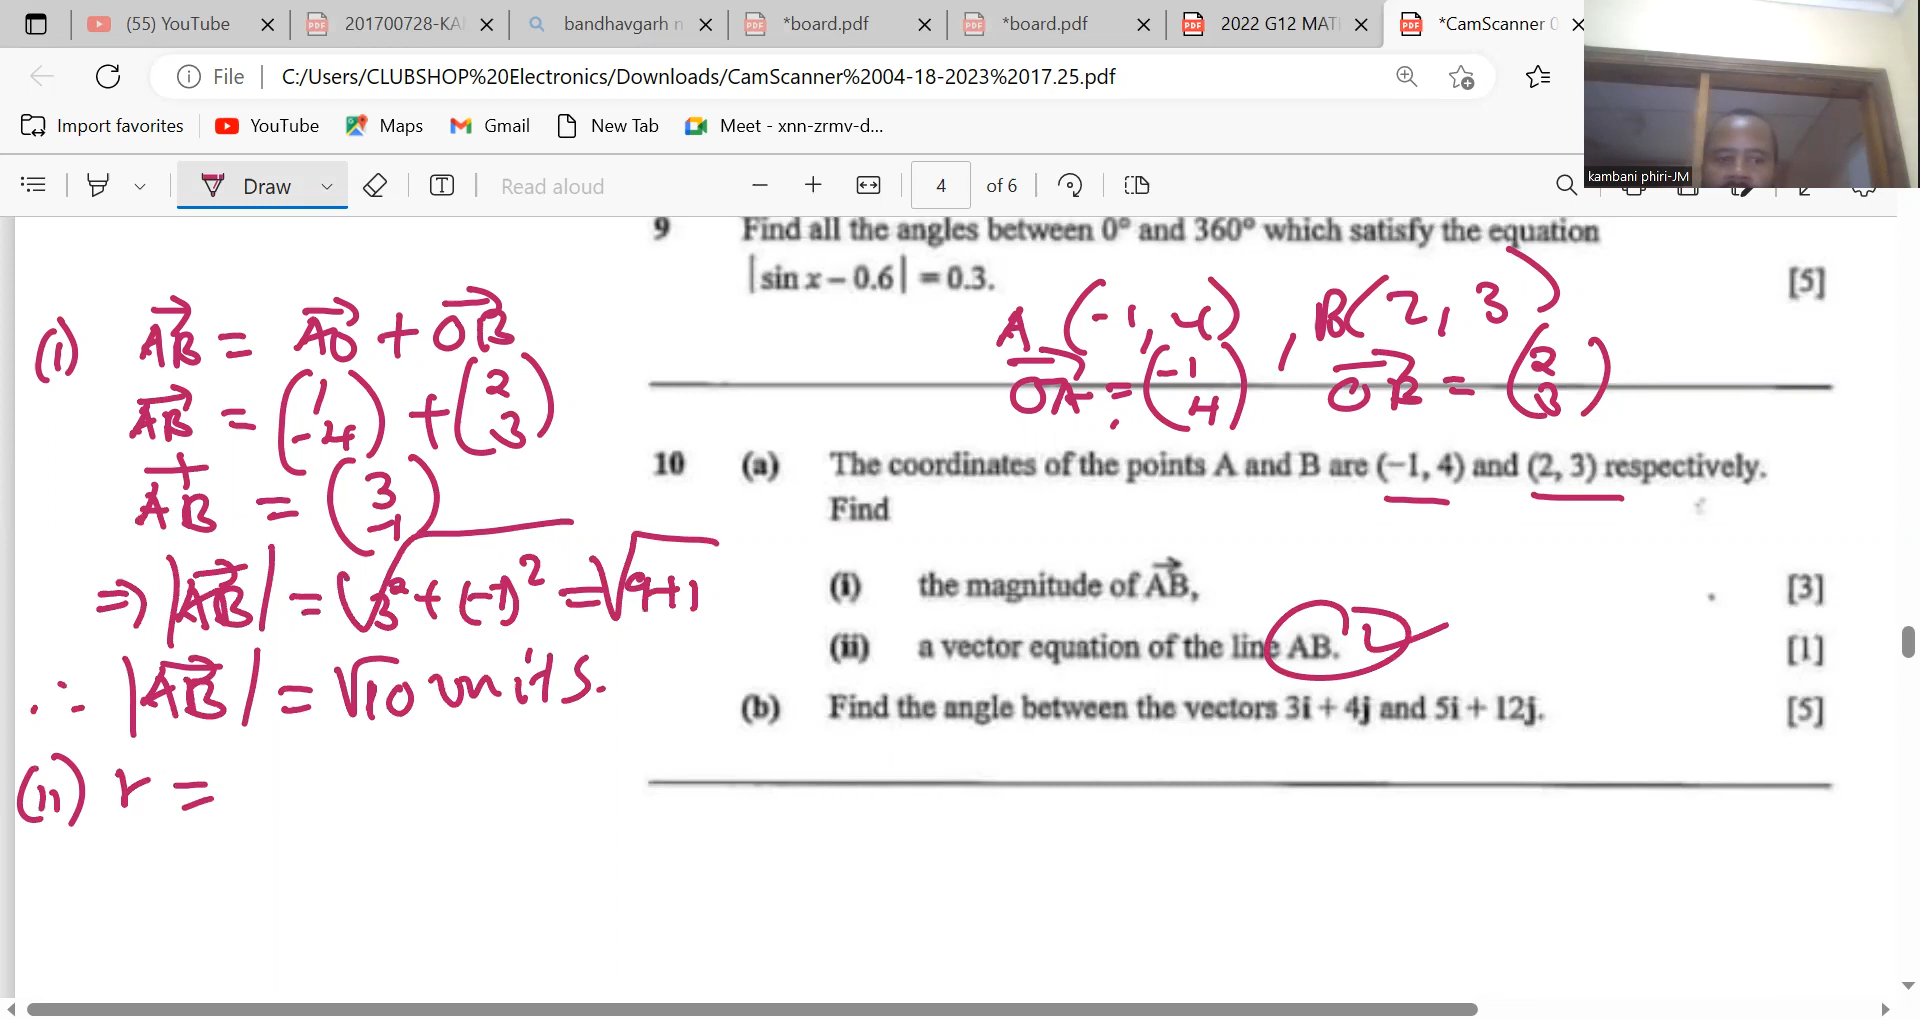 (55) YouTube
201700728-KA
bandhavgarh n
*board.pdf
*board.pdf
2022 G12 MAT
*CamScanner 0
File | C:/Users/CLUBSHOP%20Electronics/Downloads/CamScanner%2004-18-2023%2017.25.pdf
Import favorites
YouTube
Maps
Gmail
New Tab
Meet - xnn-zrmv-d...
kambani phiri-JM
Draw
Read aloud
4 of 6
9 Find all the angles between 0° and 360° which satisfy the equation
|sin x − 0.6| = 0.3. [5]
A (-1, 4), B(2, 3)
OA = (-1 4) OB = (2 3)
(i) AB = AO + OB
AB = (1 -4) + (2 3)
AB = (3 -1)
⇒ |AB| = √3² + (-1)² = √9+1
∴ |AB| = √10 units.
(ii) r =
10 (a) The coordinates of the points A and B are (−1, 4) and (2, 3) respectively.
Find
(i) the magnitude of AB, [3]
(ii) a vector equation of the line AB. [1]
(b) Find the angle between the vectors 3i + 4j and 5i + 12j. [5]